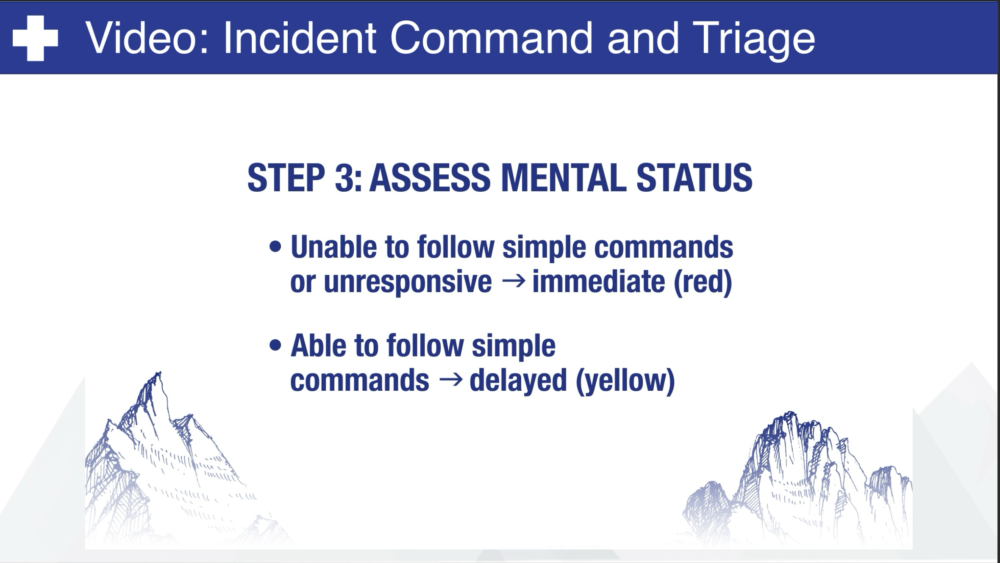 Video: Incident Command and Triage
STEP 3: ASSESS MENTAL STATUS
• Unable to follow simple commands
or unresponsive → immediate (red)
• Able to follow simple
commands → delayed (yellow)